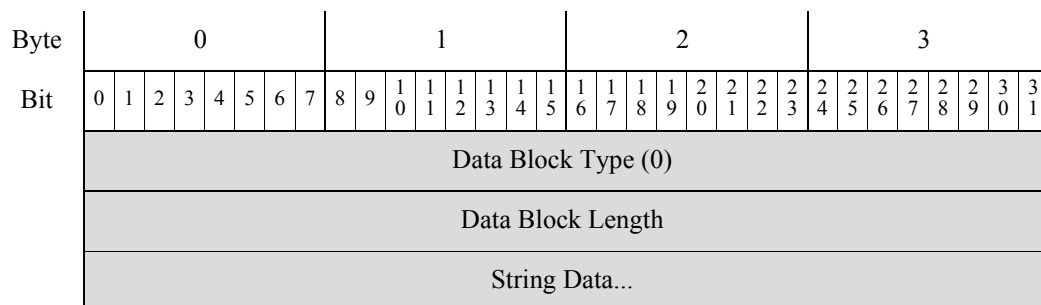 Byte 0 1 2 3
Bit 0 1 2 3 4 5 6 7 8 9 10 11 12 13 14 15 16 17 18 19 20 21 22 23 24 25 26 27 28 29 30 31
Data Block Type (0)
Data Block Length
String Data...